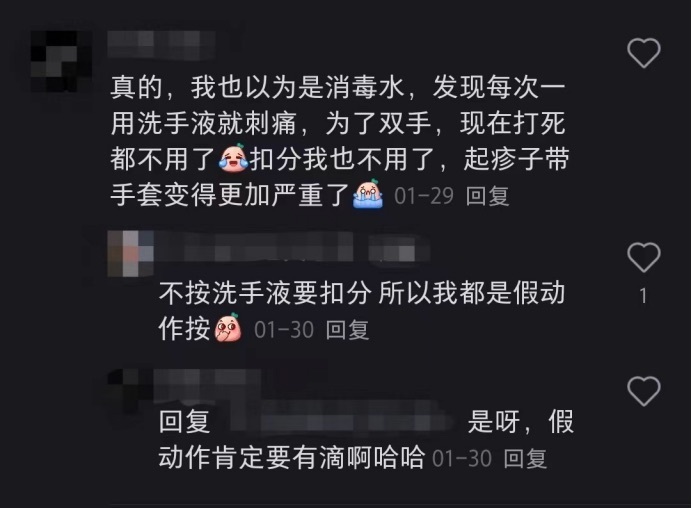 真的，我也以为是消毒水，发现每次一
用洗手液就刺痛，为了双手，现在打死
都不用了扣分我也不用了，起疹子带
手套变得更加严重了 01-29 回复
不按洗手液要扣分 所以我都是假动
作按 01-30 回复
1
回复 是呀，假
动作肯定要有滴啊哈哈 01-30 回复